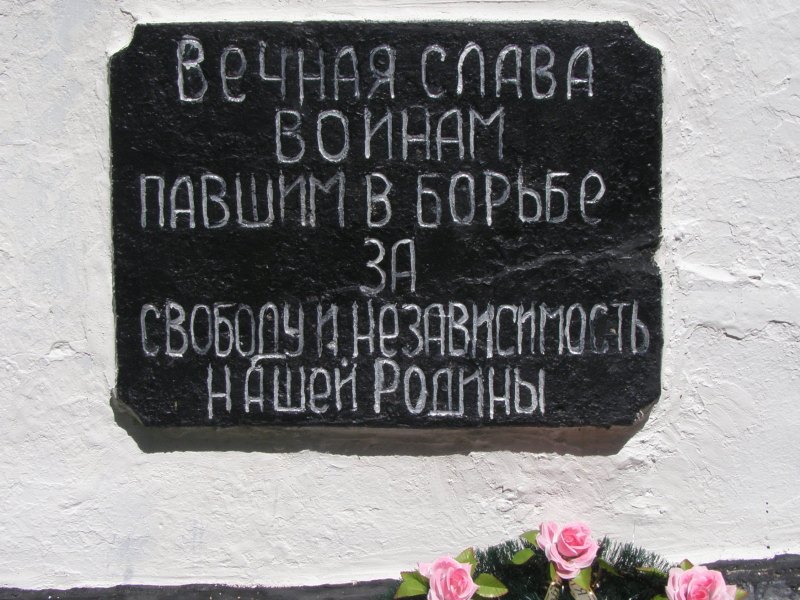 Вечная слава
воинам
павшим в борьбе
за
свободу и независимость
нашей Родины